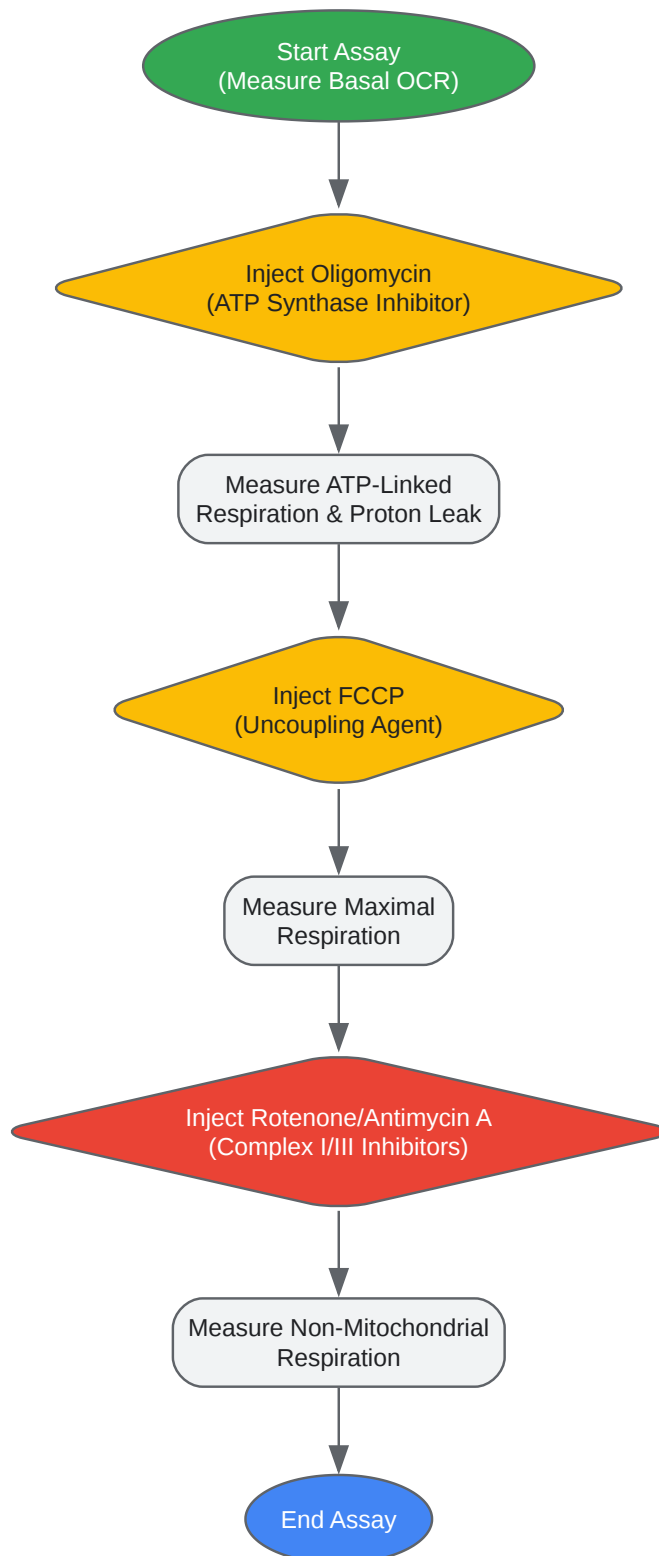 Start Assay
(Measure Basal OCR)
Inject Oligomycin
(ATP Synthase Inhibitor)
Measure ATP-Linked
Respiration & Proton Leak
Inject FCCP
(Uncoupling Agent)
Measure Maximal
Respiration
Inject Rotenone/Antimycin A
(Complex I/III Inhibitors)
Measure Non-Mitochondrial
Respiration
End Assay